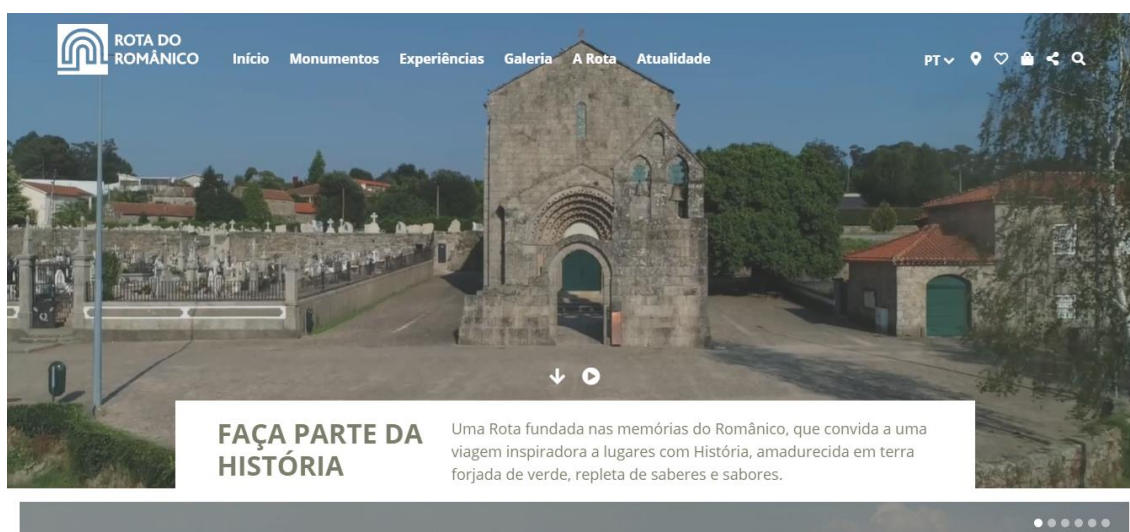 ROTA DO
ROMÂNICO
Início Monumentos Experiências Galeria A Rota Atualidade
PT
FAÇA PARTE DA
HISTÓRIA
Uma Rota fundada nas memórias do Românico, que convida a uma
viagem inspiradora a lugares com História, amadurecida em terra
forjada de verde, repleta de saberes e sabores.